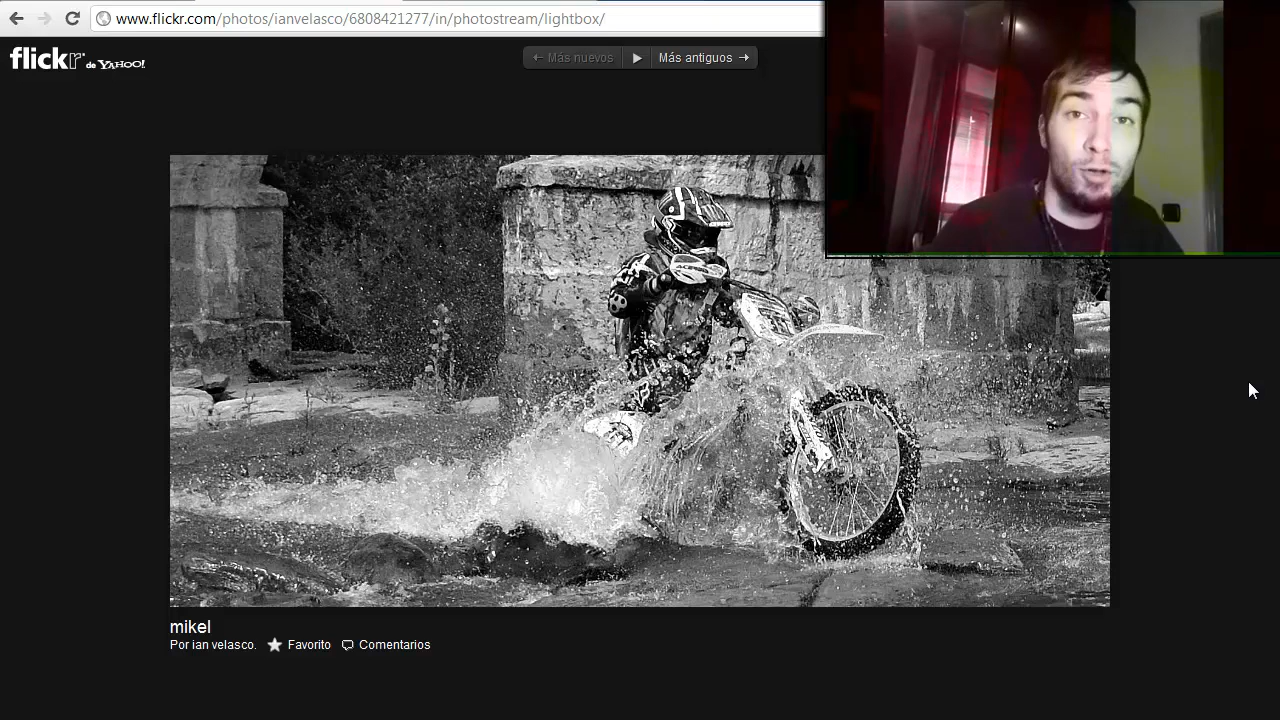 www.flickr.com/photos/ianvelasco/6808421277/in/photostream/lightbox/
flickr de YAHOO!
← Más nuevos
Más antiguos →
mikel
Por ian velasco. Favorito Comentarios